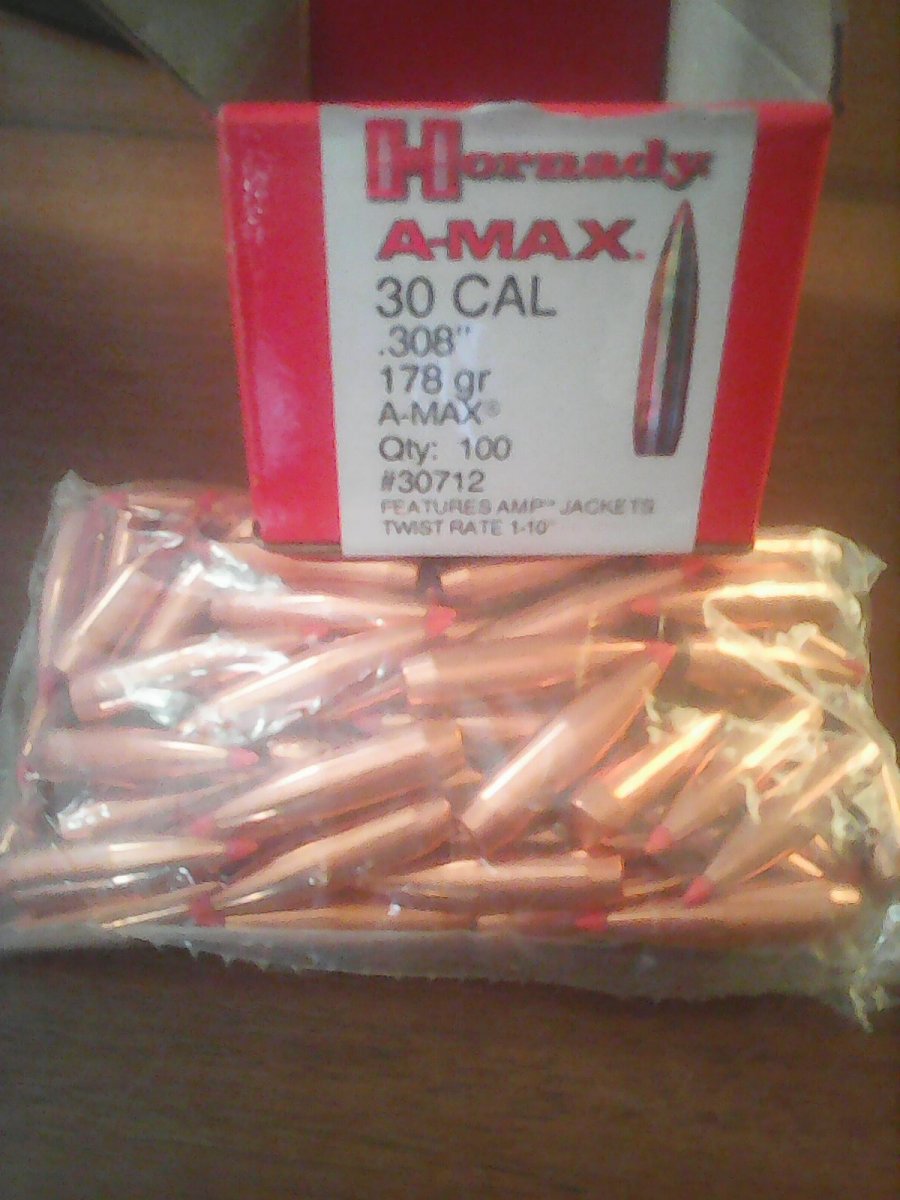 Hornady
A-MAX.
30 CAL
.308"
178 gr
A-MAX®
Qty: 100
#30712
FEATURES AMP™ JACKETS
TWIST RATE 1-10"